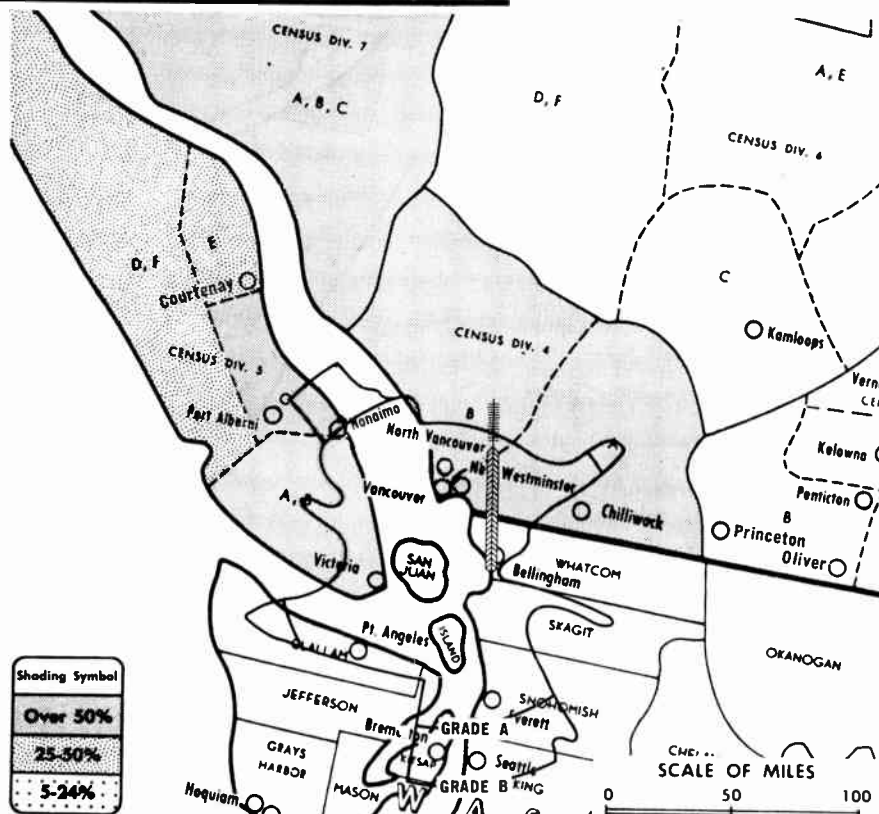 CENSUS DIV. 7
A, B, C
D, F
A, E
CENSUS DIV. 6
E
D, F
Courtenay
C
CENSUS DIV. 5
CENSUS DIV. 4
Kamloops
Port Alberni
Nanaimo
B
North Vancouver
Westminster
Vancouver
Kelowna
Penticton
A, B
Chilliwack
B
Princeton
Oliver
Victoria
SAN JUAN
WHATCOM
Bellingham
Pt. Angeles
ISLAND
SKAGIT
CLALLAM
OKANOGAN
Shading Symbol
Over 50%
25-50%
5-24%
JEFFERSON
SNOHOMISH
Everett
Bremerton
GRADE A
GRAYS
HARBOR
KITSAP
Seattle
SCALE OF MILES
Hoquiam
MASON
W
GRADE B
KING
0 50 100